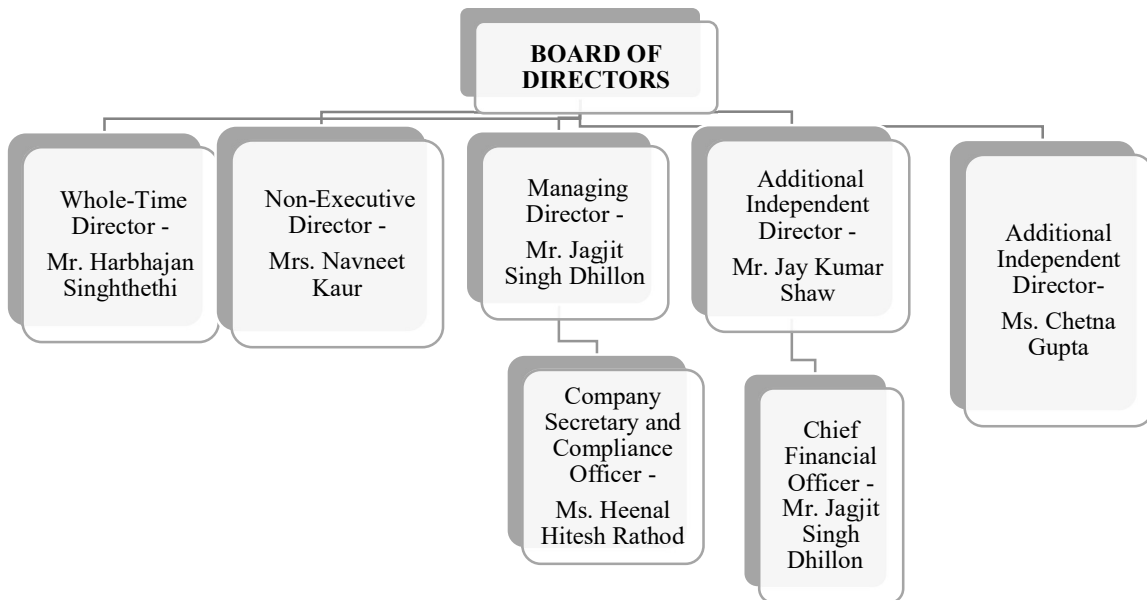 BOARD OF
DIRECTORS
Whole-Time
Director -
Mr. Harbhajan
Singhthethi
Non-Executive
Director -
Mrs. Navneet
Kaur
Managing
Director -
Mr. Jagjit
Singh Dhillon
Additional
Independent
Director -
Mr. Jay Kumar
Shaw
Additional
Independent
Director-
Ms. Chetna
Gupta
Company
Secretary and
Compliance
Officer -
Ms. Heenal
Hitesh Rathod
Chief
Financial
Officer -
Mr. Jagjit
Singh
Dhillon